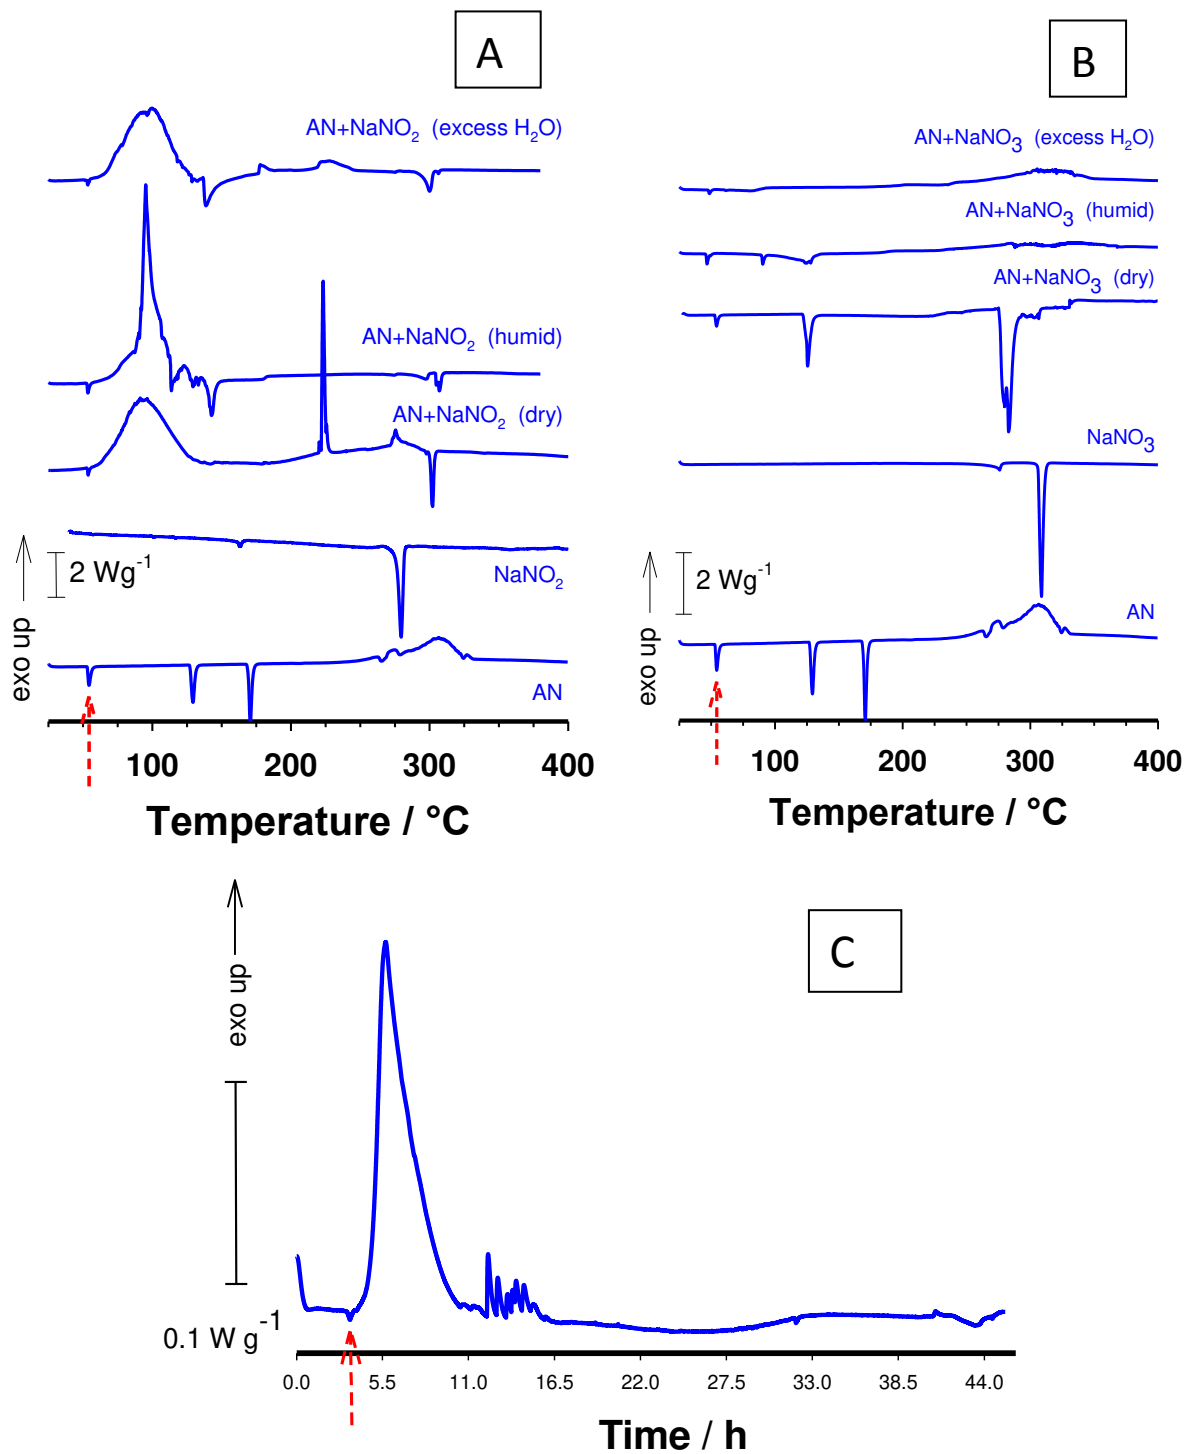 A
AN+NaNO₂ (excess H₂O)
AN+NaNO₂ (humid)
AN+NaNO₂ (dry)
NaNO₂
AN
exo up
2 Wg⁻¹
100 200 300 400
Temperature / °C
B
AN+NaNO₃ (excess H₂O)
AN+NaNO₃ (humid)
AN+NaNO₃ (dry)
NaNO₃
AN
exo up
2 Wg⁻¹
100 200 300 400
Temperature / °C
C
exo up
0.1 W g⁻¹
0.0 5.5 11.0 16.5 22.0 27.5 33.0 38.5 44.0
Time / h